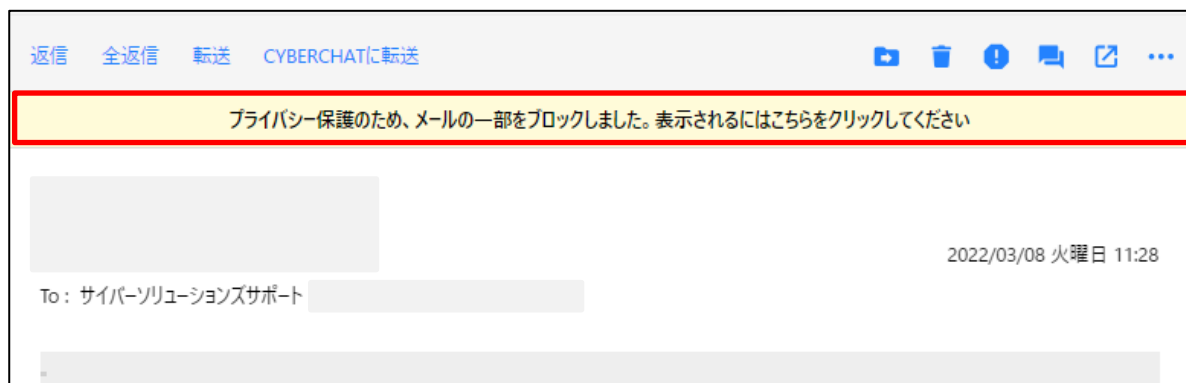 返信 全返信 転送 CYBERCHATに転送
プライバシー保護のため、メールの一部をブロックしました。表示されるにはこちらをクリックしてください
2022/03/08 火曜日 11:28
To : サイバーソリューションズサポート